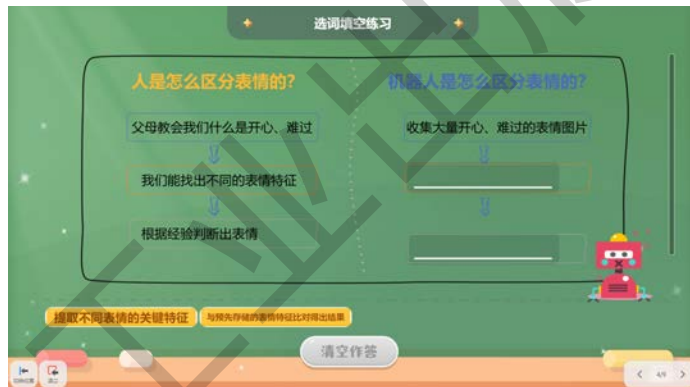 选词填空练习
人是怎么区分表情的?
机器人是怎么区分表情的?
父母教会我们什么是开心、难过
收集大量开心、难过的表情图片
我们能找出不同的表情特征
根据经验判断出表情
提取不同表情的关键特征
与预先存储的表情特征比对得出结果
清空作答
4/9